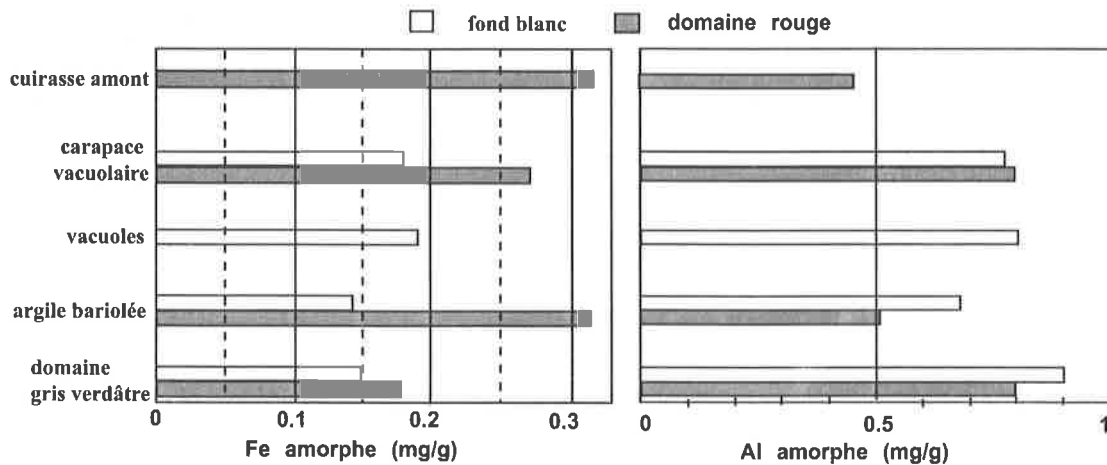 fond blanc domaine rouge
cuirasse amont
carapace
vacuolaire
vacuoles
argile bariolée
domaine
gris verdâtre
0 0.1 0.2 0.3
Fe amorphe (mg/g)
0 0.5 1
Al amorphe (mg/g)